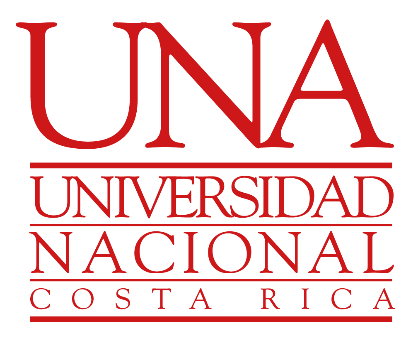 UNA
UNIVERSIDAD
NACIONAL
COSTA RICA